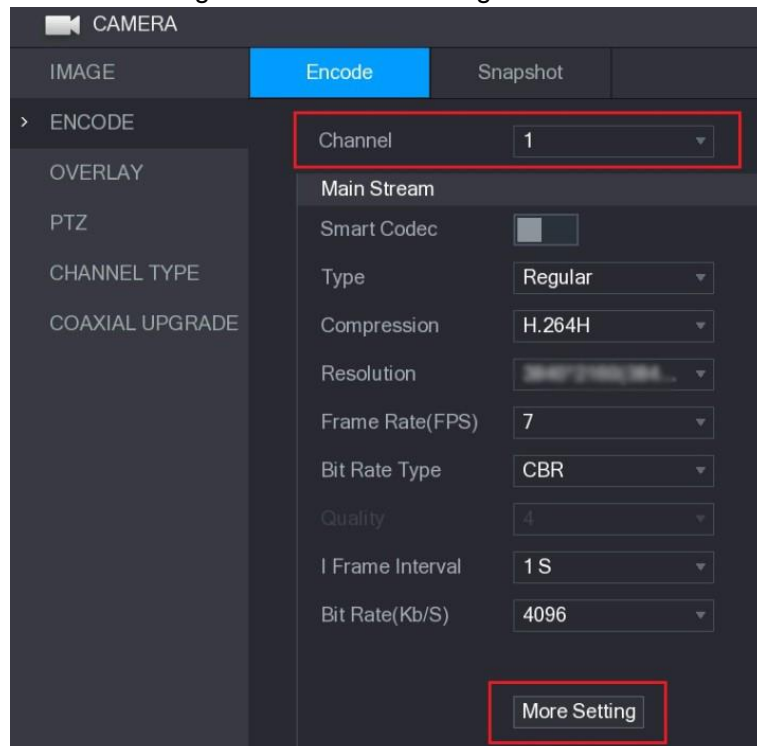 CAMERA
IMAGE
Encode
Snapshot
> ENCODE
Channel
1
OVERLAY
Main Stream
PTZ
Smart Codec
CHANNEL TYPE
Type
Regular
COAXIAL UPGRADE
Compression
H.264H
Resolution
Frame Rate(FPS)
7
Bit Rate Type
CBR
Quality
4
I Frame Interval
1 S
Bit Rate(Kb/S)
4096
More Setting